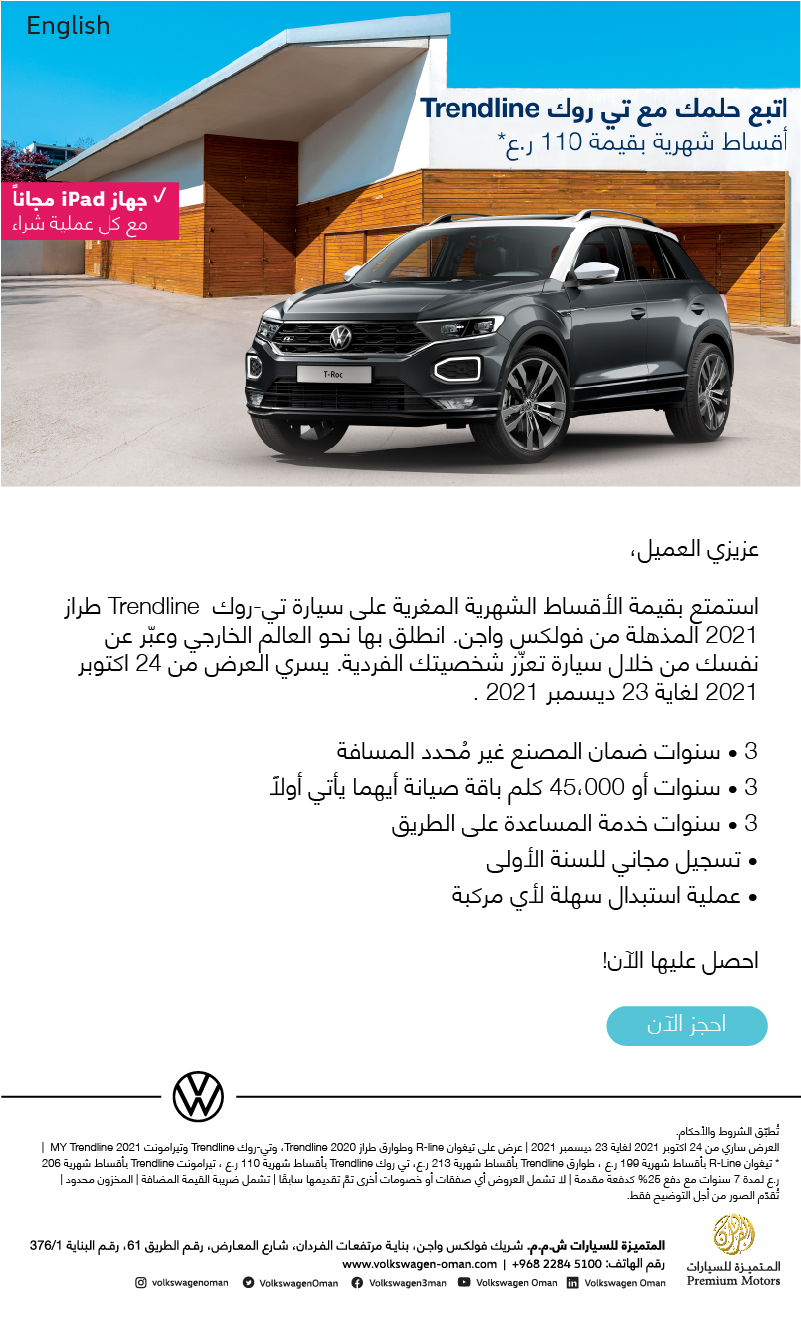 English
اتبع حلمك مع تي روك Trendline
أقساط شهرية بقيمة 110 ر.ع*
✓ جهاز iPad مجاناً
مع كل عملية شراء
T-Roc
عزيزي العميل،
استمتع بقيمة الأقساط الشهرية المغرية على سيارة تي-روك Trendline طراز
2021 المذهلة من فولكس واجن. انطلق بها نحو العالم الخارجي وعبّر عن
نفسك من خلال سيارة تعزّز شخصيتك الفردية. يسري العرض من 24 اكتوبر
2021 لغاية 23 ديسمبر 2021 .
3 • سنوات ضمان المصنع غير مُحدد المسافة
3 • سنوات أو 45،000 كلم باقة صيانة أيهما يأتي أولاً
3 • سنوات خدمة المساعدة على الطريق
• تسجيل مجاني للسنة الأولى
• عملية استبدال سهلة لأي مركبة
احصل عليها الآن!
احجز الآن
تُطبّق الشروط والأحكام.
العرض ساري من 24 اكتوبر 2021 لغاية 23 ديسمبر 2021 | عرض على تيغوان R-line وطوارق طراز Trendline 2020، وتي-روك Trendline وتيرامونت MY Trendline 2021 |
* تيغوان R-Line بأقساط شهرية 199 ر.ع ، طوارق Trendline بأقساط شهرية 213 ر.ع، تي روك Trendline بأقساط شهرية 110 ر.ع ، تيرامونت Trendline بأقساط شهرية 206
ر.ع لمدة 7 سنوات مع دفع 25% كدفعة مقدمة | لا تشمل العروض أي صفقات أو خصومات أخرى تمّ تقديمها سابقًا | تشمل ضريبة القيمة المضافة | المخزون محدود |
تُقدّم الصور من أجل التوضيح فقط.
المتميزة للسيارات ش.م.م. شريك فولكس واجن، بناية مرتفعات الفردان، شارع المعارض، رقم الطريق 61، رقم البناية 376/1
رقم الهاتف: 5100 2284 968+ | www.volkswagen-oman.com
volkswagenoman VolkswagenOman Volkswagen3man Volkswagen Oman Volkswagen Oman
المتميزة للسيارات
Premium Motors